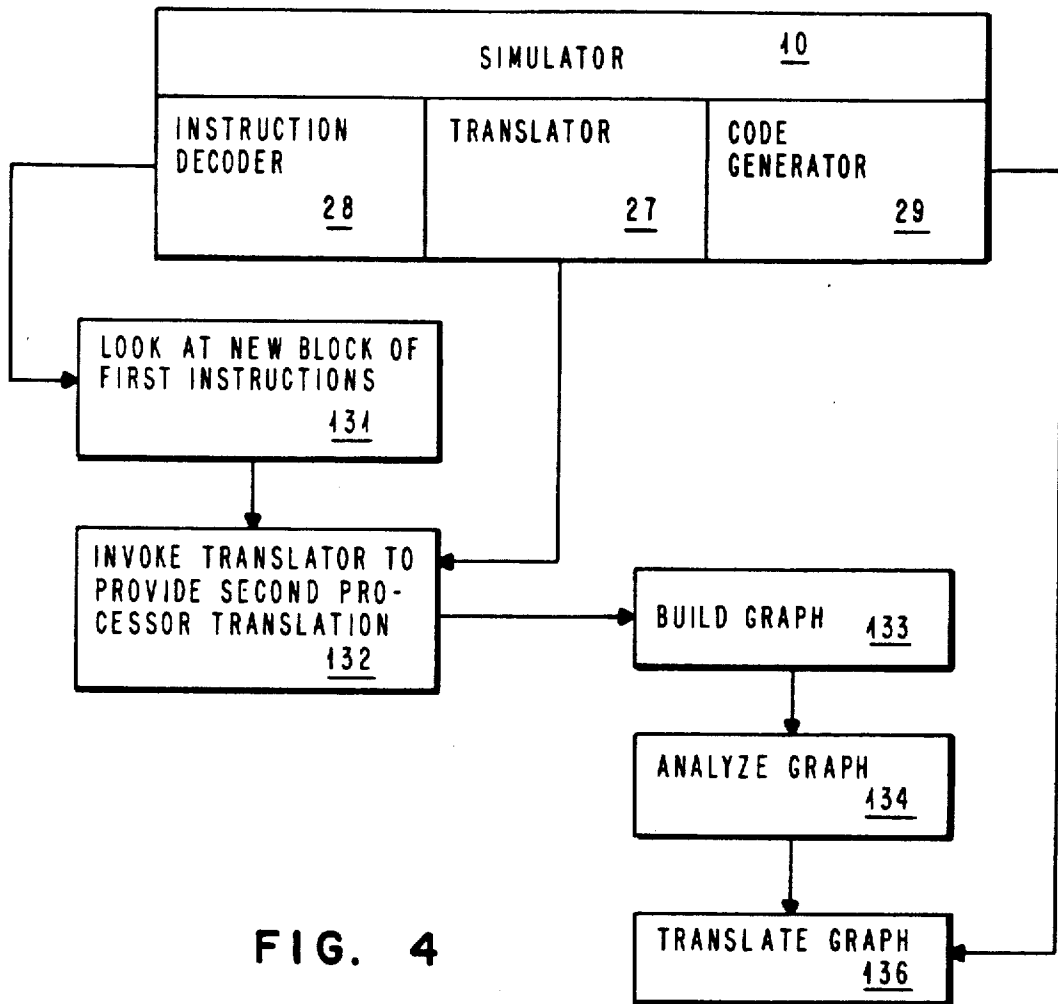 SIMULATOR 10
INSTRUCTION
DECODER
28
TRANSLATOR
27
CODE
GENERATOR
29
LOOK AT NEW BLOCK OF
FIRST INSTRUCTIONS
131
INVOKE TRANSLATOR TO
PROVIDE SECOND PRO-
CESSOR TRANSLATION
132
BUILD GRAPH 133
ANALYZE GRAPH
134
TRANSLATE GRAPH
136
FIG. 4